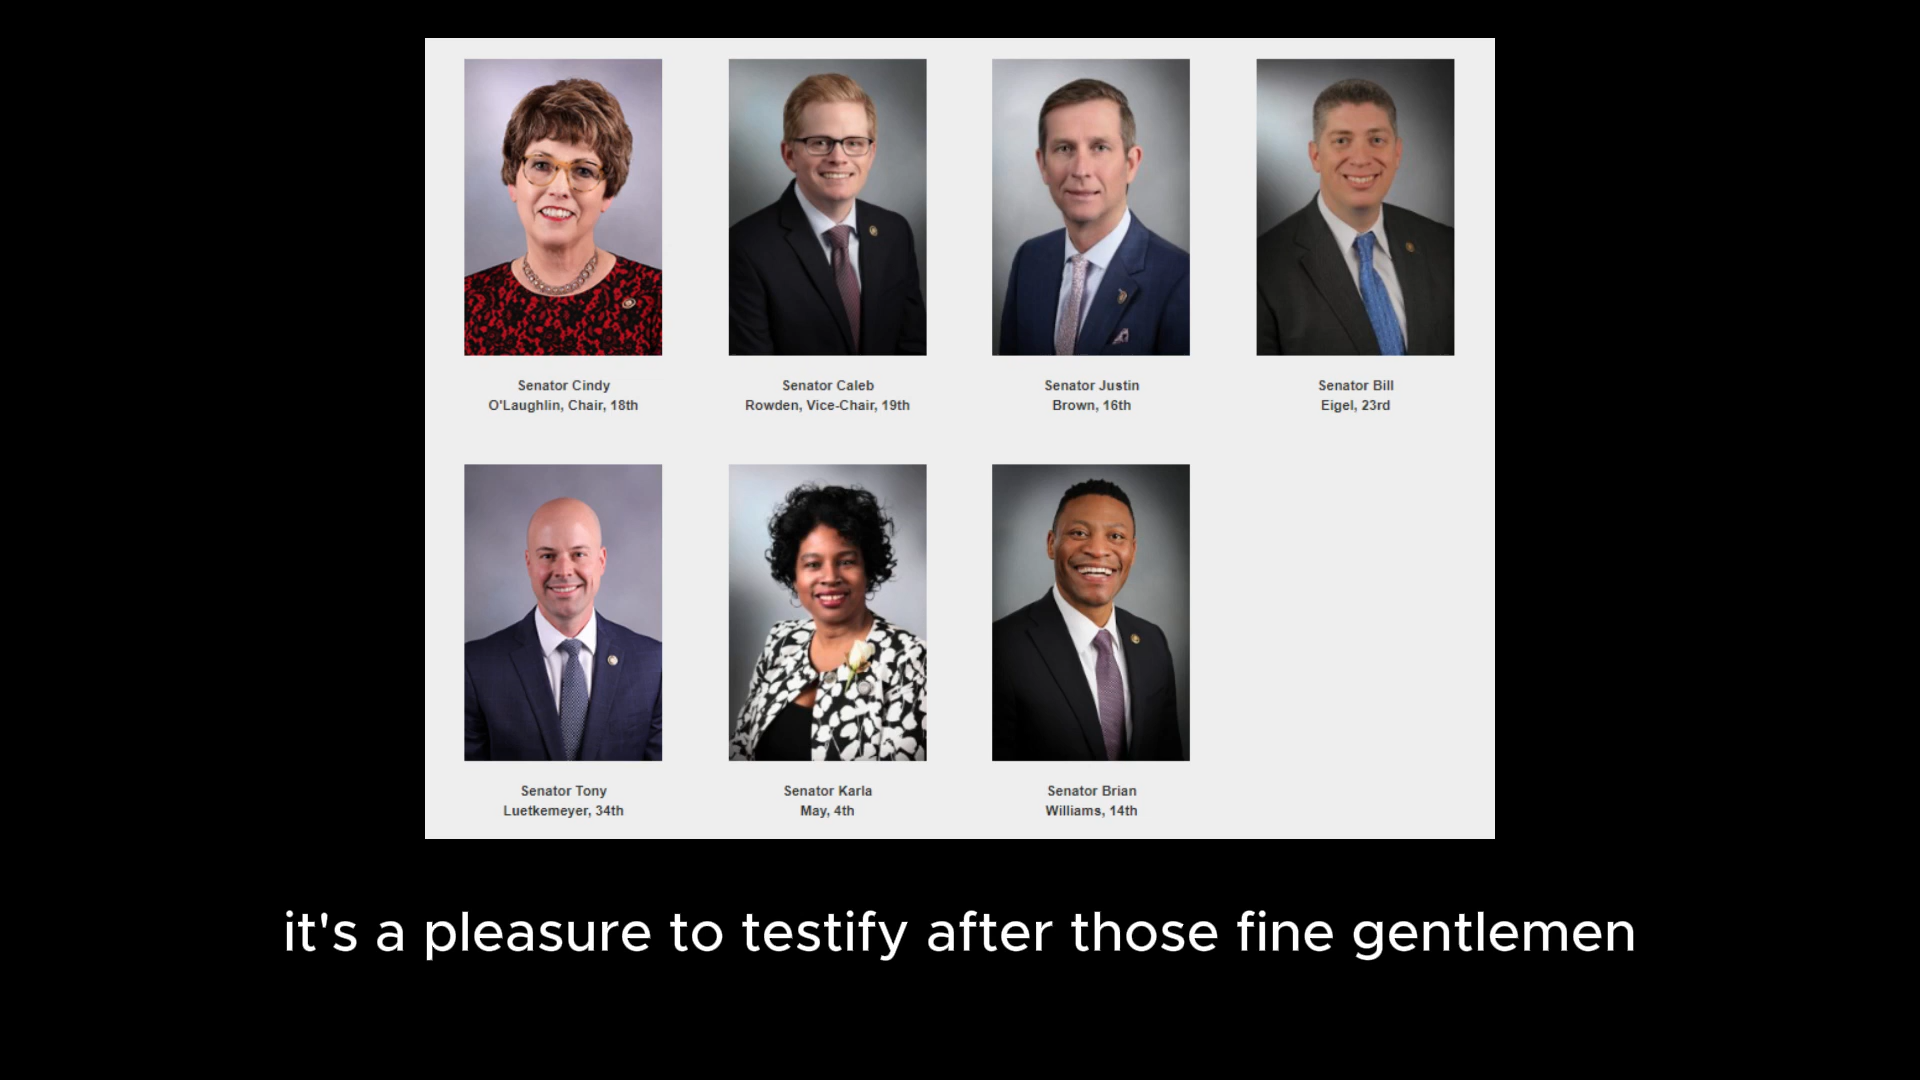 Senator Cindy
O'Laughlin, Chair, 18th
Senator Caleb
Rowden, Vice-Chair, 19th
Senator Justin
Brown, 16th
Senator Bill
Eigel, 23rd
Senator Tony
Luetkemeyer, 34th
Senator Karla
May, 4th
Senator Brian
Williams, 14th
it's a pleasure to testify after those fine gentlemen